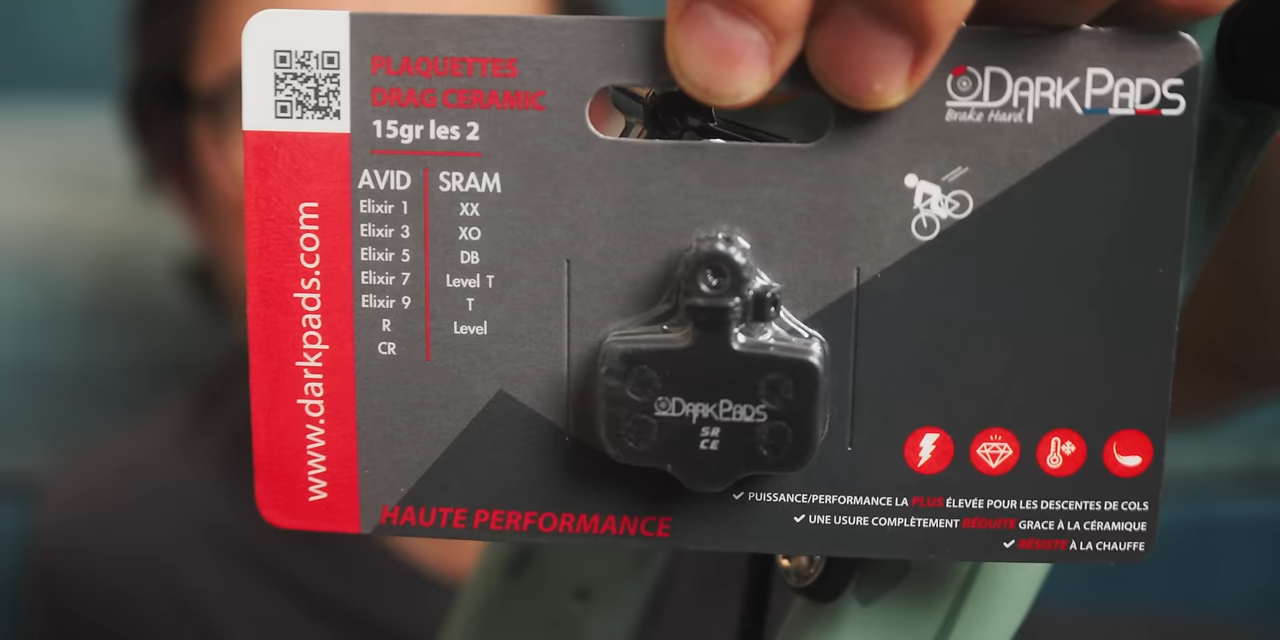 PLAQUETTES
DRAG CERAMIC
15gr les 2
DARKPADS
Brake Hard
www.darkpads.com
AVID
Elixir 1
Elixir 3
Elixir 5
Elixir 7
Elixir 9
R
CR
SRAM
XX
XO
DB
Level T
T
Level
DARKPADS
SR
CE
HAUTE PERFORMANCE
PUISSANCE/PERFORMANCE LA PLUS ÉLEVÉE POUR LES DESCENTES DE COLS
UNE USURE COMPLÈTEMENT RÉDUITE GRACE À LA CÉRAMIQUE
RÉSISTE À LA CHAUFFE